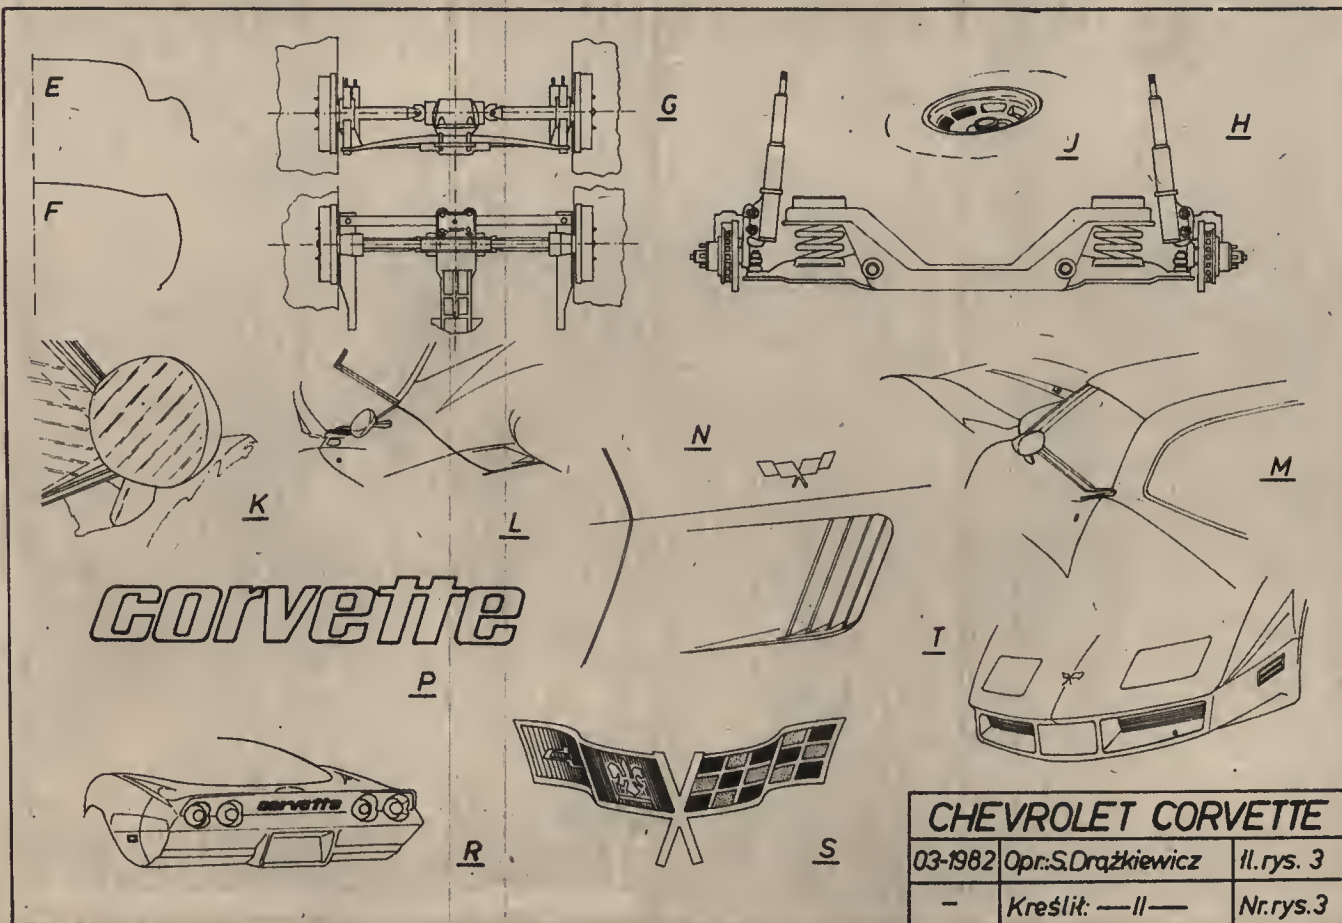 E
G
J
H
F
K
L
N
M
corvette
P
T
corvette
R
S
CHEVROLET CORVETTE
03-1982 Opr.:S.Drążkiewicz Il.rys. 3
— Kreślił: —II— Nr.rys.3